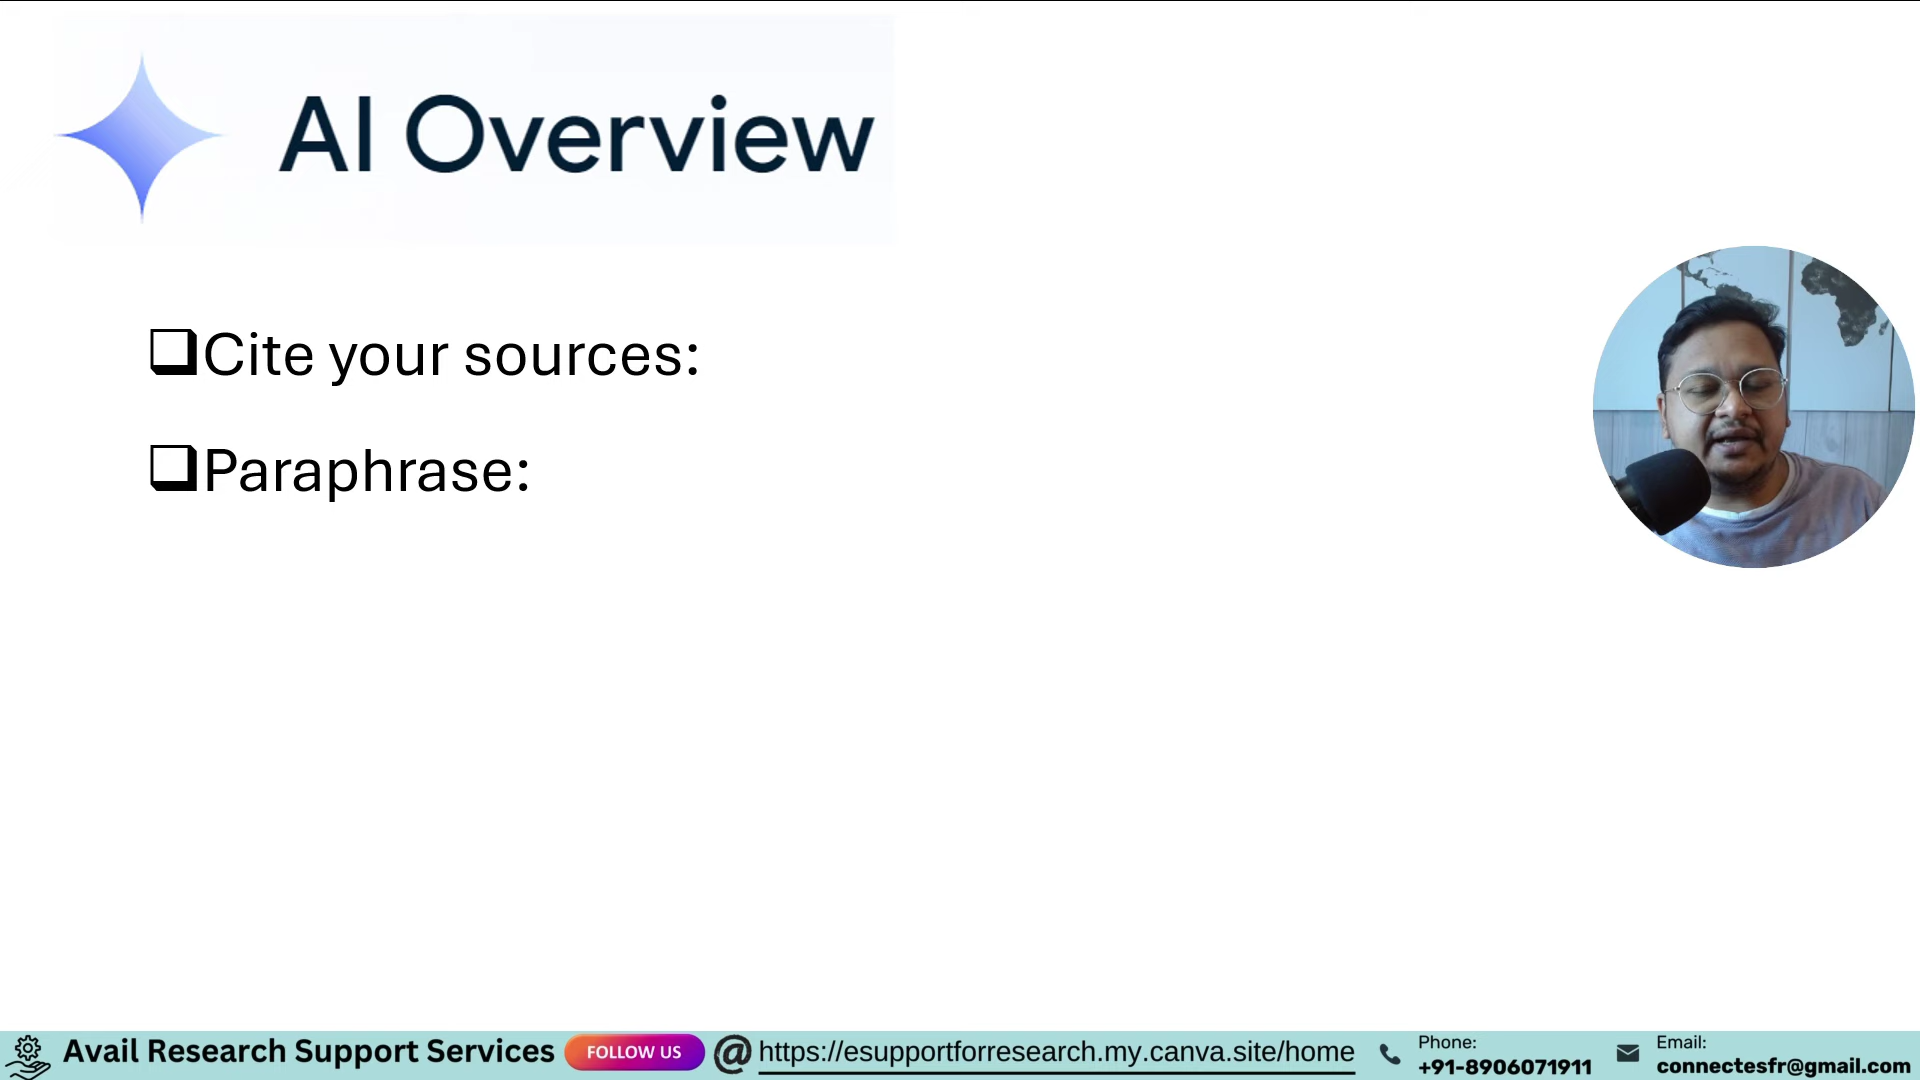 AI Overview
Cite your sources:
Paraphrase:
Avail Research Support Services
FOLLOW US
@
https://esupportforresearch.my.canva.site/home
Phone:
+91-8906071911
Email:
connectesfr@gmail.com